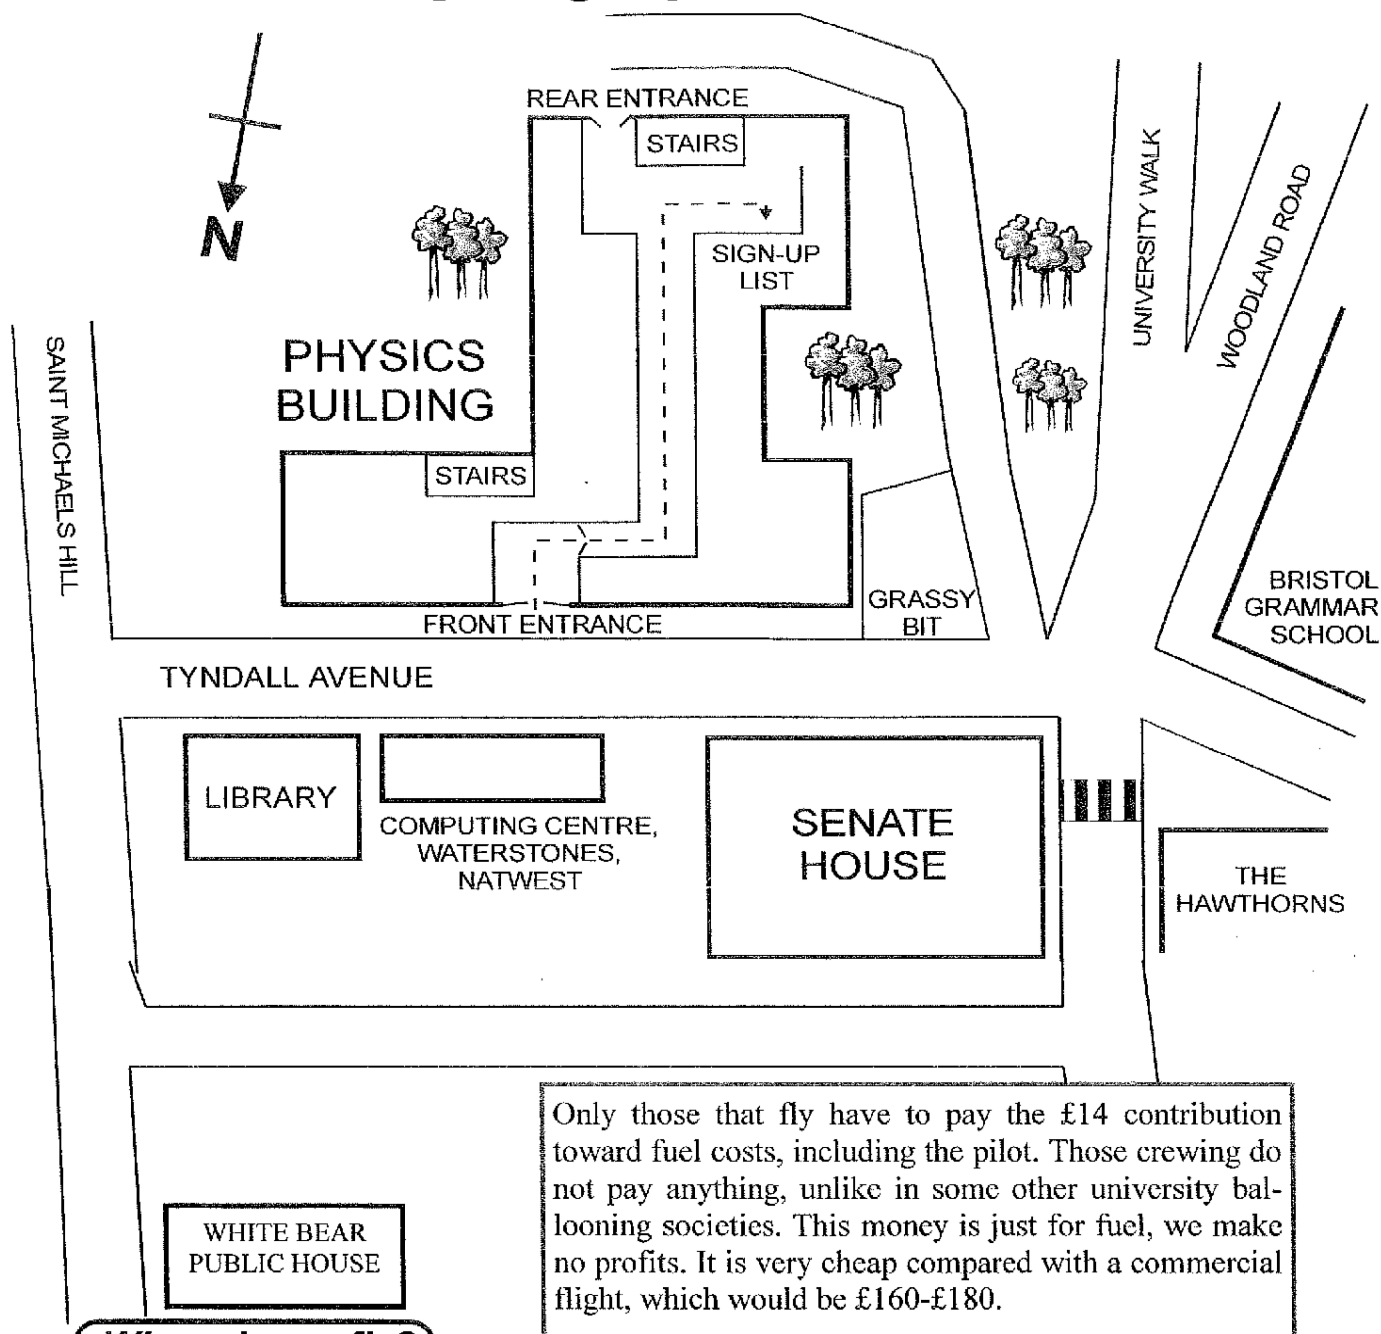 REAR ENTRANCE
STAIRS
N
SIGN-UP
LIST
UNIVERSITY WALK
WOODLAND ROAD
SAINT MICHAELS HILL
PHYSICS
BUILDING
STAIRS
FRONT ENTRANCE
GRASSY
BIT
BRISTOL
GRAMMAR
SCHOOL
TYNDALL AVENUE
LIBRARY
COMPUTING CENTRE,
WATERSTONES,
NATWEST
SENATE
HOUSE
THE
HAWTHORNS
Only those that fly have to pay the £14 contribution
toward fuel costs, including the pilot. Those crewing do
not pay anything, unlike in some other university bal-
looning societies. This money is just for fuel, we make
no profits. It is very cheap compared with a commercial
flight, which would be £160-£180.
WHITE BEAR
PUBLIC HOUSE